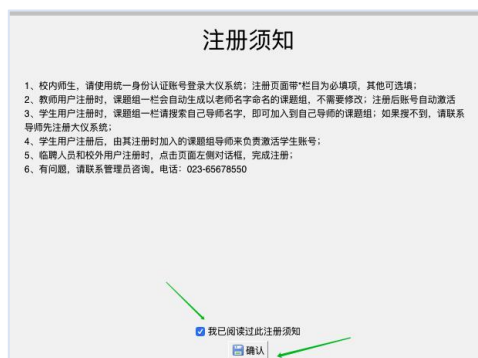 注册须知
1、校内师生，请使用统一身份认证账号登录大仪系统；注册页面带*栏目为必填项，其他可选填；
2、教师用户注册时，课题组一栏会自动生成以老师名字命名的课题组，不需要修改；注册后账号自动激活
3、学生用户注册时，课题组一栏请搜索自己导师名字，即可加入到自己导师的课题组；如果搜不到，请联系
导师先注册大仪系统；
4、学生用户注册后，由其注册时加入的课题组导师来负责激活学生账号；
5、临聘人员和校外用户注册时，点击页面左侧对话框，完成注册；
6、有问题，请联系管理员咨询。电话：023-65678550
我已阅读过此注册须知
确认